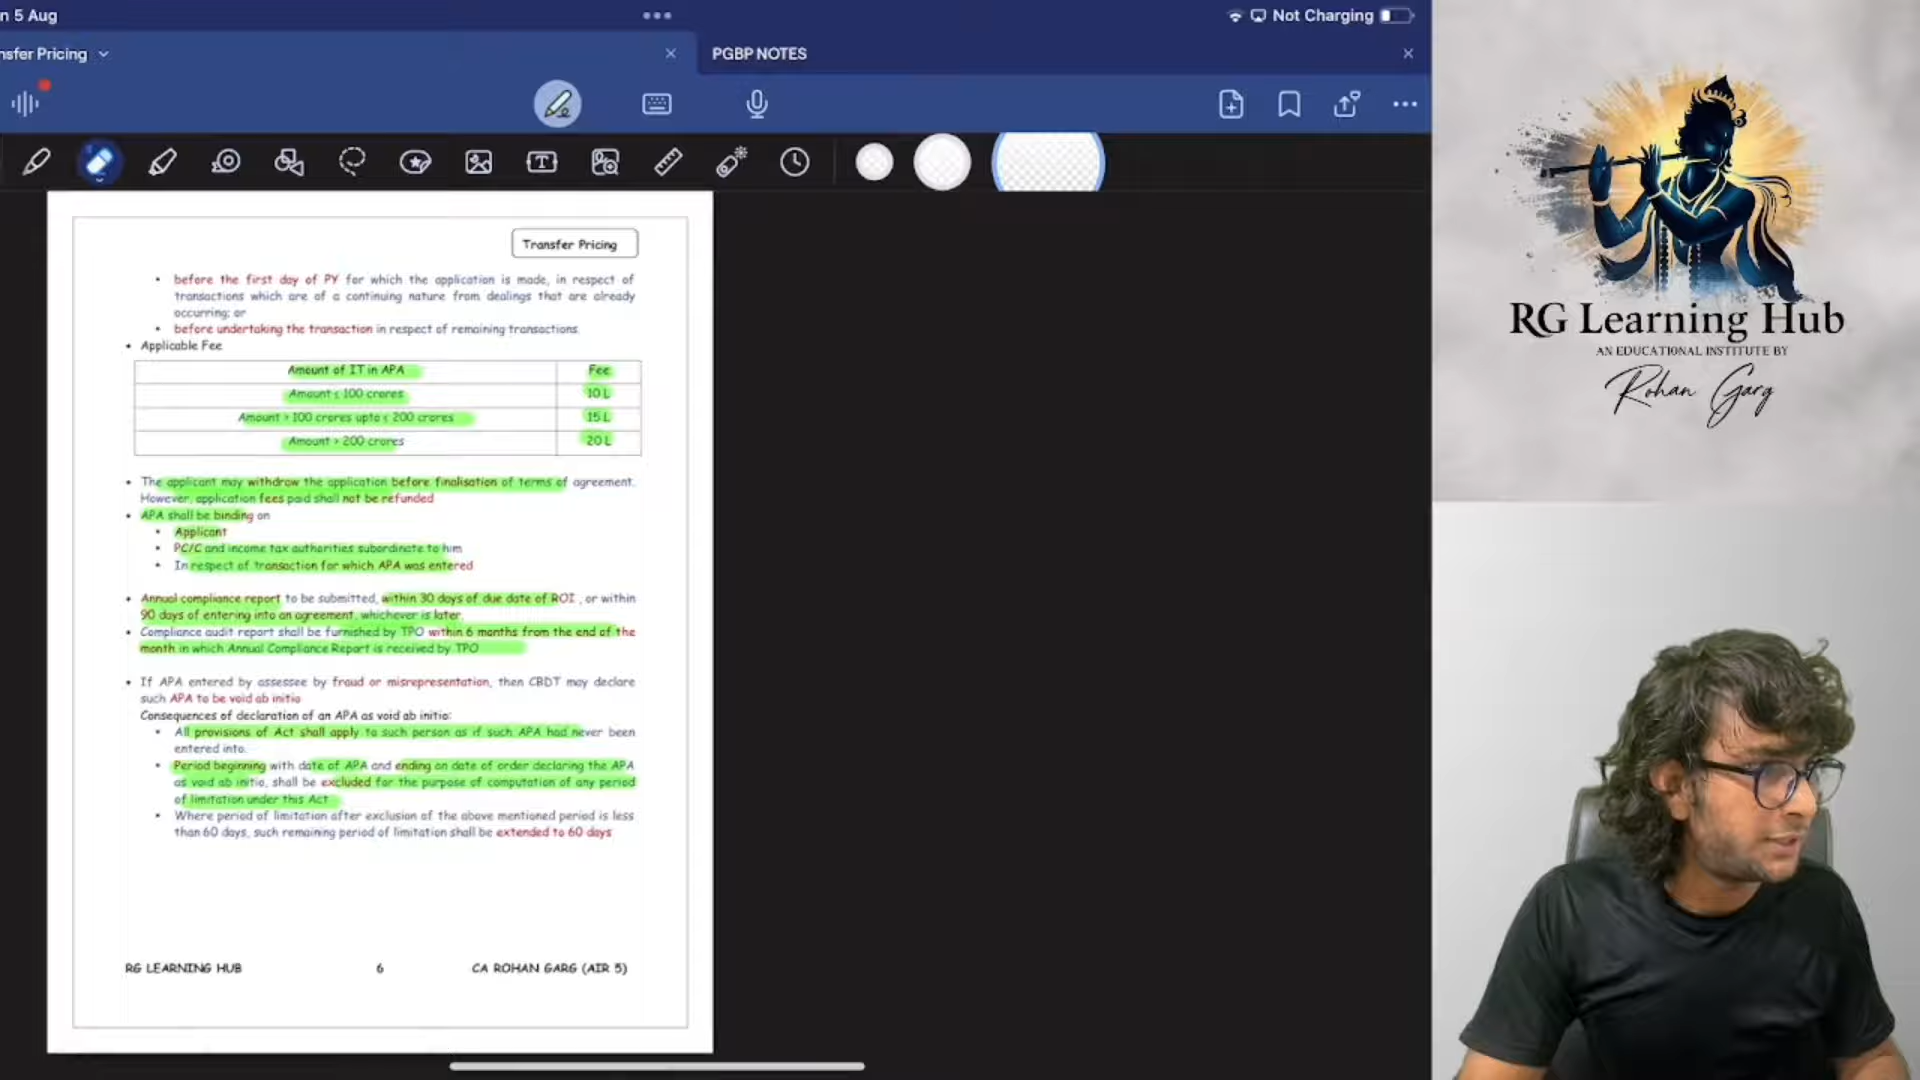 n 5 Aug
Not Charging
nsfer Pricing
PGBP NOTES
Transfer Pricing
• before the first day of PY for which the application is made, in respect of
transactions which are of a continuing nature from dealings that are already
occurring; or
• before undertaking the transaction in respect of remaining transactions.
• Applicable Fee
Amount of IT in APA Fee
Amount ≤ 100 crores 10 L
Amount > 100 crores upto ≤ 200 crores 15 L
Amount > 200 crores 20 L
• The applicant may withdraw the application before finalisation of terms of agreement.
However, application fees paid shall not be refunded
• APA shall be binding on
• Applicant
• PC/C and income tax authorities subordinate to him
• In respect of transaction for which APA was entered
• Annual compliance report to be submitted, within 30 days of due date of ROI , or within
90 days of entering into an agreement, whichever is later.
• Compliance audit report shall be furnished by TPO within 6 months from the end of the
month in which Annual Compliance Report is received by TPO
• If APA entered by assessee by fraud or misrepresentation, then CBDT may declare
such APA to be void ab initio
Consequences of declaration of an APA as void ab initio:
• All provisions of Act shall apply to such person as if such APA had never been
entered into.
• Period beginning with date of APA and ending on date of order declaring the APA
as void ab initio, shall be excluded for the purpose of computation of any period
of limitation under this Act
• Where period of limitation after exclusion of the above mentioned period is less
than 60 days, such remaining period of limitation shall be extended to 60 days
RG LEARNING HUB 6 CA ROHAN GARG (AIR 5)
RG Learning Hub
AN EDUCATIONAL INSTITUTE BY
Rohan Garg